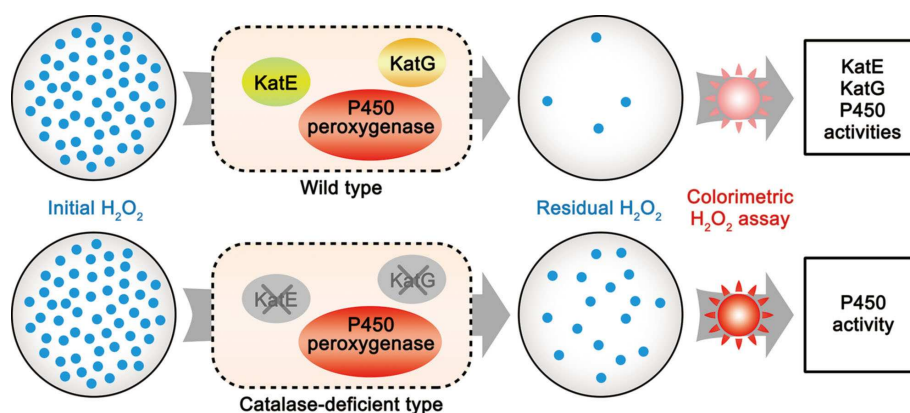 KatE
KatG
P450
peroxygenase
Wild type
KatE
KatG
P450
activities
Initial H₂O₂
Residual H₂O₂
Colorimetric
H₂O₂ assay
KatE
KatG
P450
peroxygenase
Catalase-deficient type
P450
activity